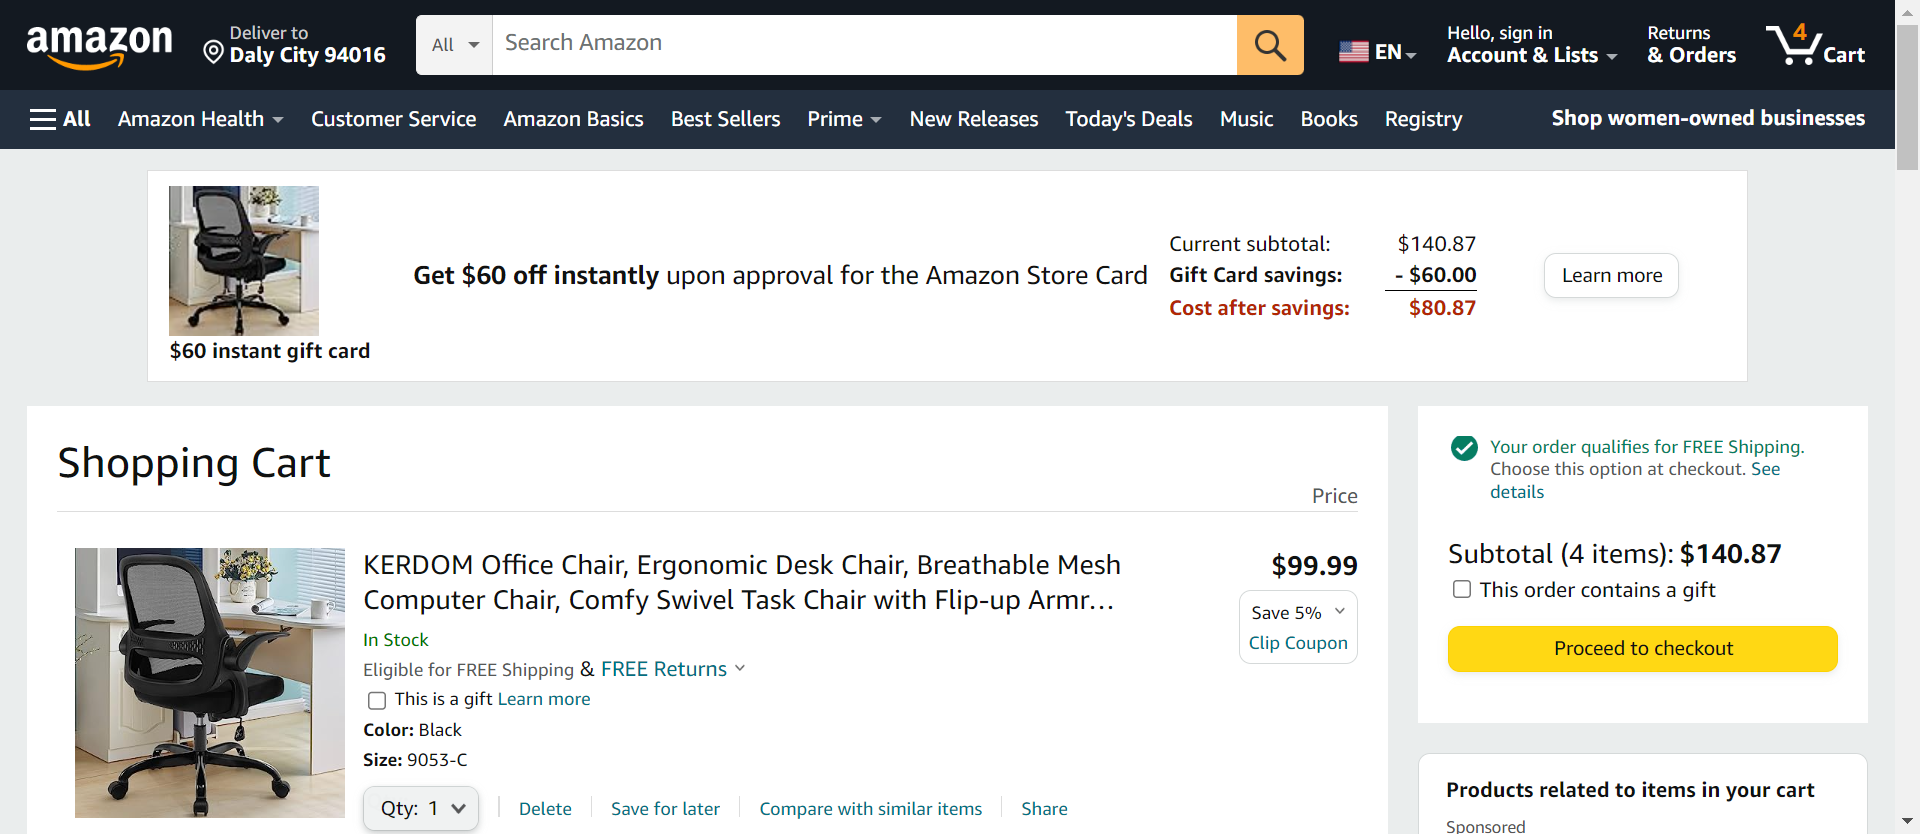 amazon
Deliver to
Daly City 94016
All
Search Amazon
EN
Hello, sign in
Account & Lists
Returns
& Orders
4
Cart
All
Amazon Health
Customer Service
Amazon Basics
Best Sellers
Prime
New Releases
Today's Deals
Music
Books
Registry
Shop women-owned businesses
$60 instant gift card
Get $60 off instantly upon approval for the Amazon Store Card
Current subtotal: $140.87
Gift Card savings: - $60.00
Cost after savings: $80.87
Learn more
Shopping Cart
Price
KERDOM Office Chair, Ergonomic Desk Chair, Breathable Mesh
Computer Chair, Comfy Swivel Task Chair with Flip-up Armr...
$99.99
Save 5%
Clip Coupon
In Stock
Eligible for FREE Shipping & FREE Returns
This is a gift Learn more
Color: Black
Size: 9053-C
Qty: 1
Delete
Save for later
Compare with similar items
Share
Your order qualifies for FREE Shipping.
Choose this option at checkout. See
details
Subtotal (4 items): $140.87
This order contains a gift
Proceed to checkout
Products related to items in your cart
Sponsored